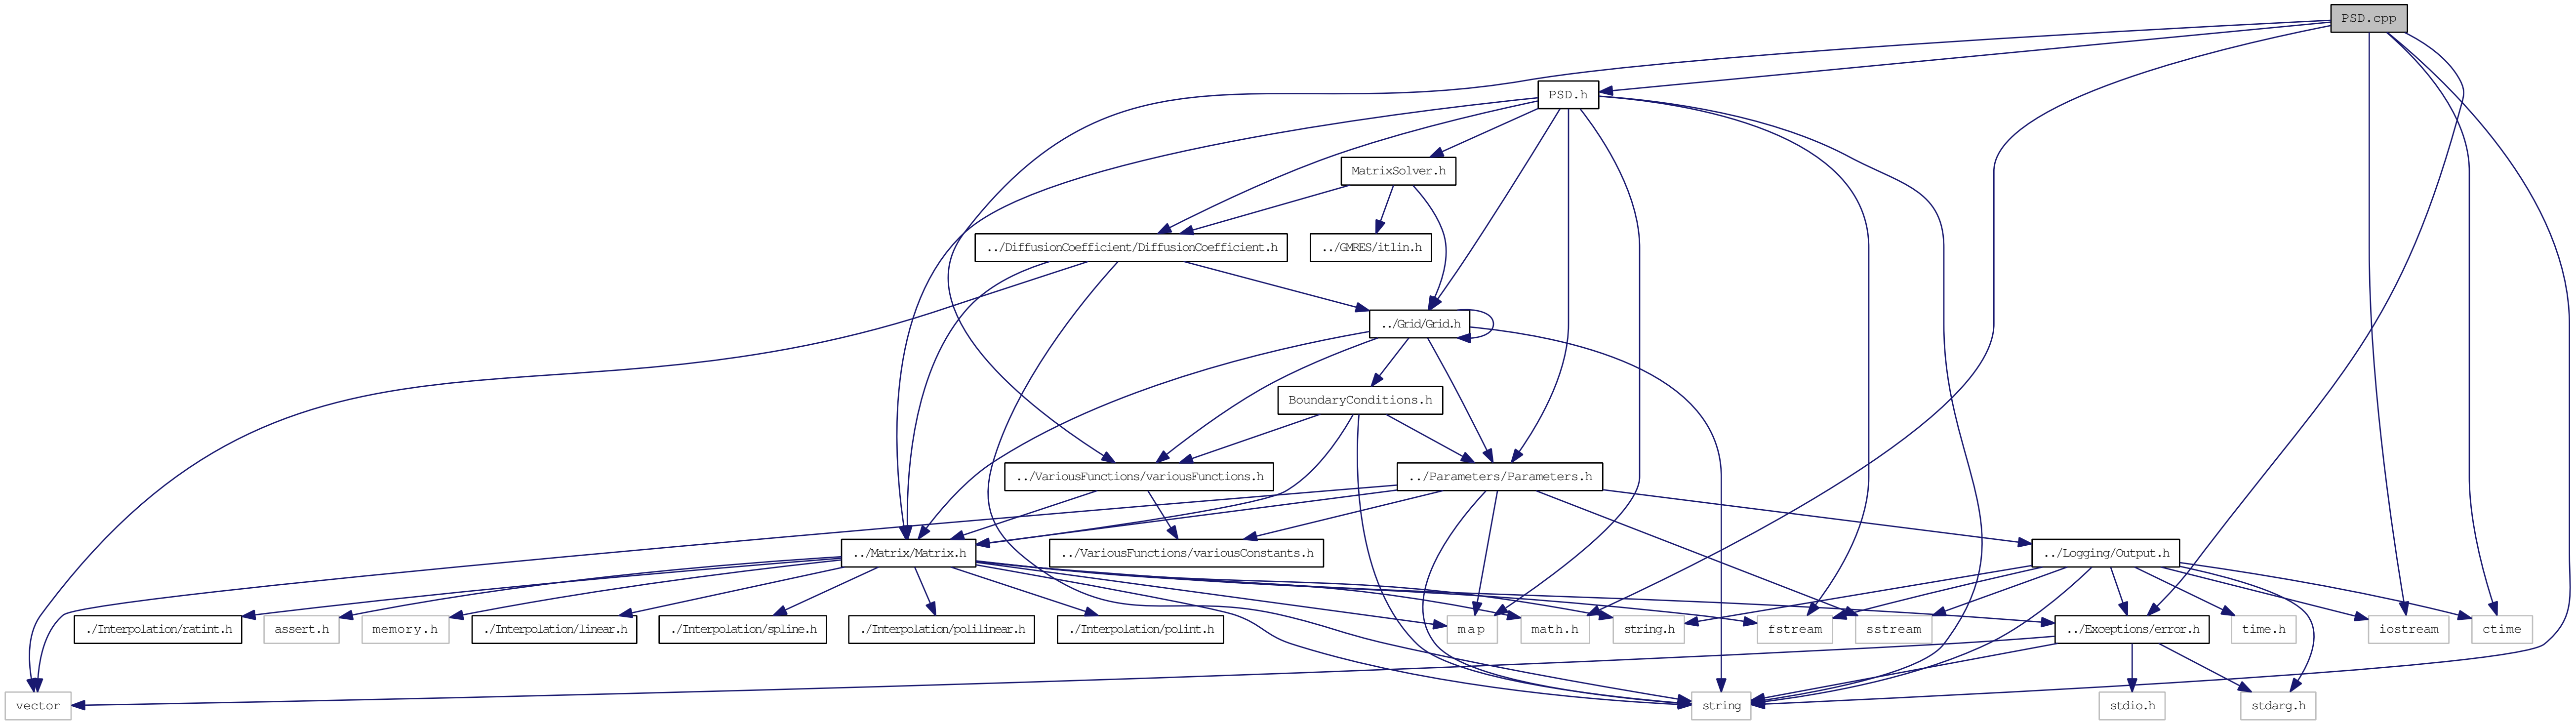 PSD.cpp
PSD.h
MatrixSolver.h
../DiffusionCoefficient/DiffusionCoefficient.h
../GMRES/itlin.h
../Grid/Grid.h
BoundaryConditions.h
../VariousFunctions/variousFunctions.h
../Parameters/Parameters.h
../Matrix/Matrix.h
../VariousFunctions/variousConstants.h
../Logging/Output.h
./Interpolation/ratint.h
assert.h
memory.h
./Interpolation/linear.h
./Interpolation/spline.h
./Interpolation/polilinear.h
./Interpolation/polint.h
map
math.h
string.h
fstream
sstream
../Exceptions/error.h
time.h
iostream
ctime
vector
string
stdio.h
stdarg.h